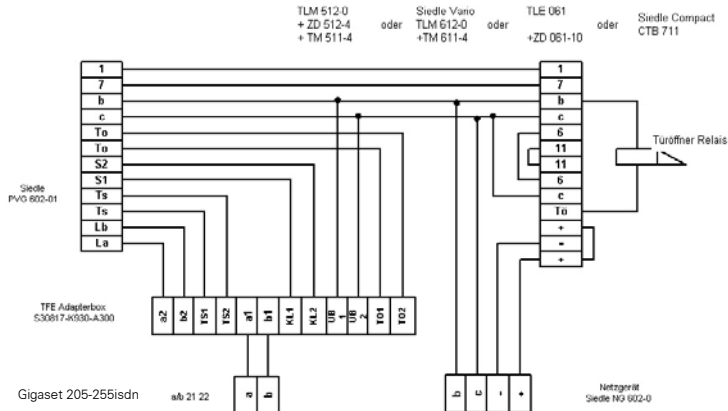 TLM 512-0
+ ZD 512-4
+ TM 511-4
oder
Siedle Vario
TLM 612-0
+TM 611-4
oder
TLE 061
+ZD 061-10
oder
Siedle Compact
CTB 711
1
7
b
c
To
To
S2
S1
Ts
Ts
Lb
La
Siedle
PVG 602-01
1
7
b
c
6
11
11
6
c
To
+
-
+
Türöffner Relais
TFE Adapterbox
S30817-K930-A300
a2
b2
TS1
TS2
a1
b1
KL1
KL2
UB 1
UB 2
TO1
TO2
Gigaset 205-255isdn
a/b 21 22
a
b
b
c
-
+
Netzgerät
Siedle NG 602-0